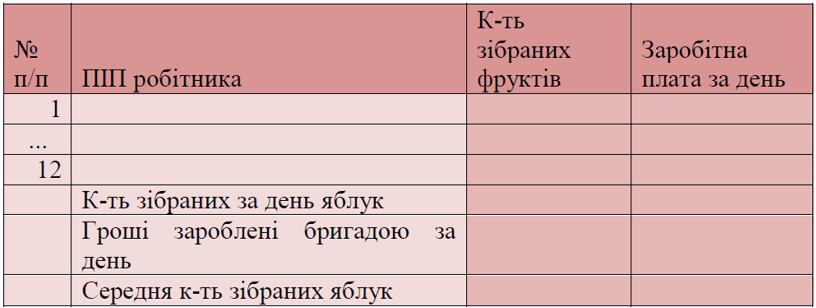 № п/п
ПІП робітника
К-ть зібраних фруктів
Заробітна плата за день
1
...
12
К-ть зібраних за день яблук
Гроші зароблені бригадою за день
Середня к-ть зібраних яблук